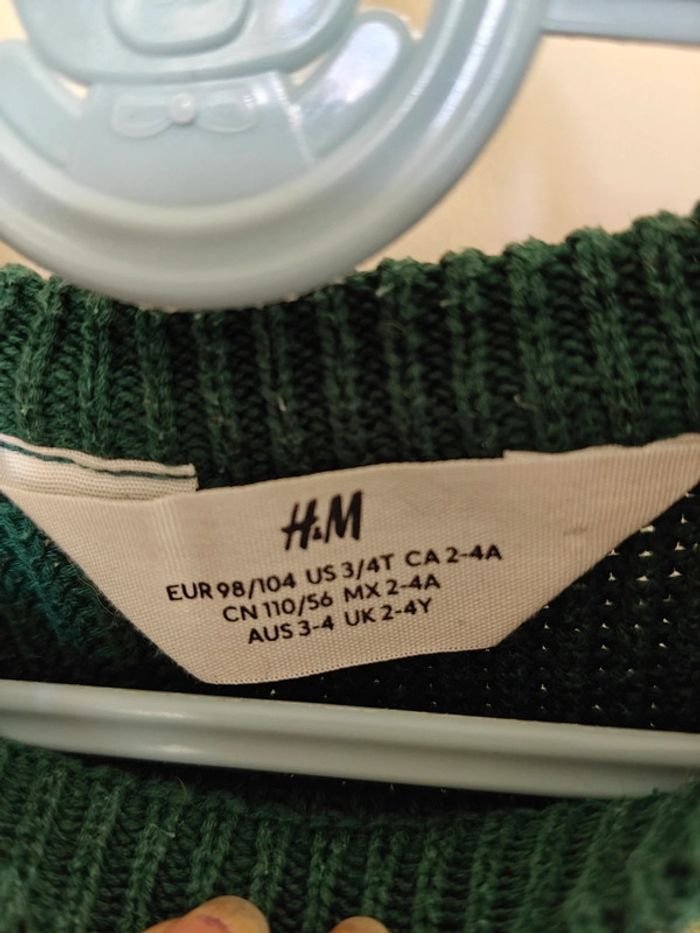 H&M
EUR 98/104 US 3/4T CA 2-4A
CN 110/56 MX 2-4A
AUS 3-4 UK 2-4Y